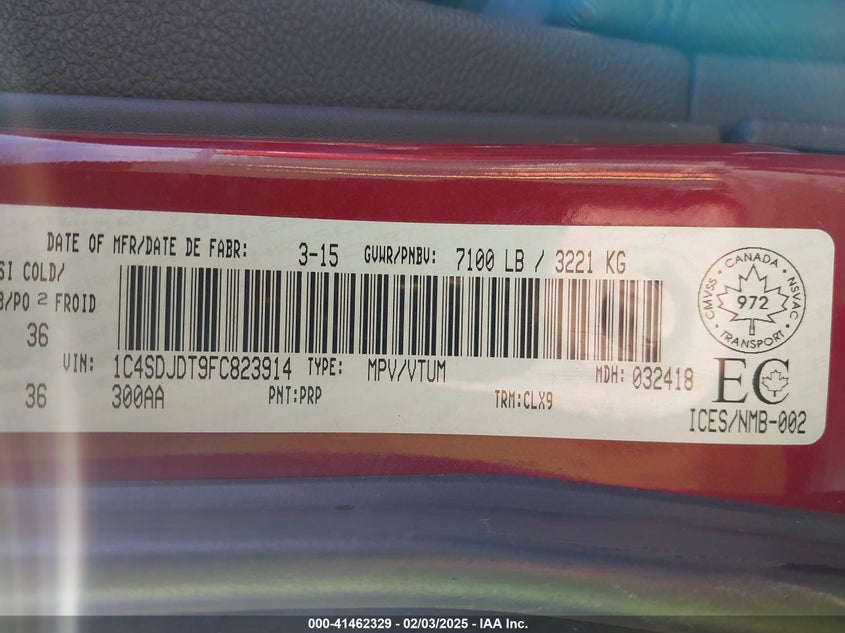 DATE OF MFR/DATE DE FABR: 3-15 GVWR/PNBV: 7100 LB / 3221 KG
SI COLD/
B/PO 2 FROID
36
VIN: 1C4SDJDT9FC823914 TYPE: MPV/VTUM MDH: 032418
36 300AA PNT:PRP TRM:CLX9
CMVSS • CANADA • NSVAC • TRANSPORT •
972
EC
ICES/NMB-002
000-41462329 — 02/03/2025 — IAA Inc.